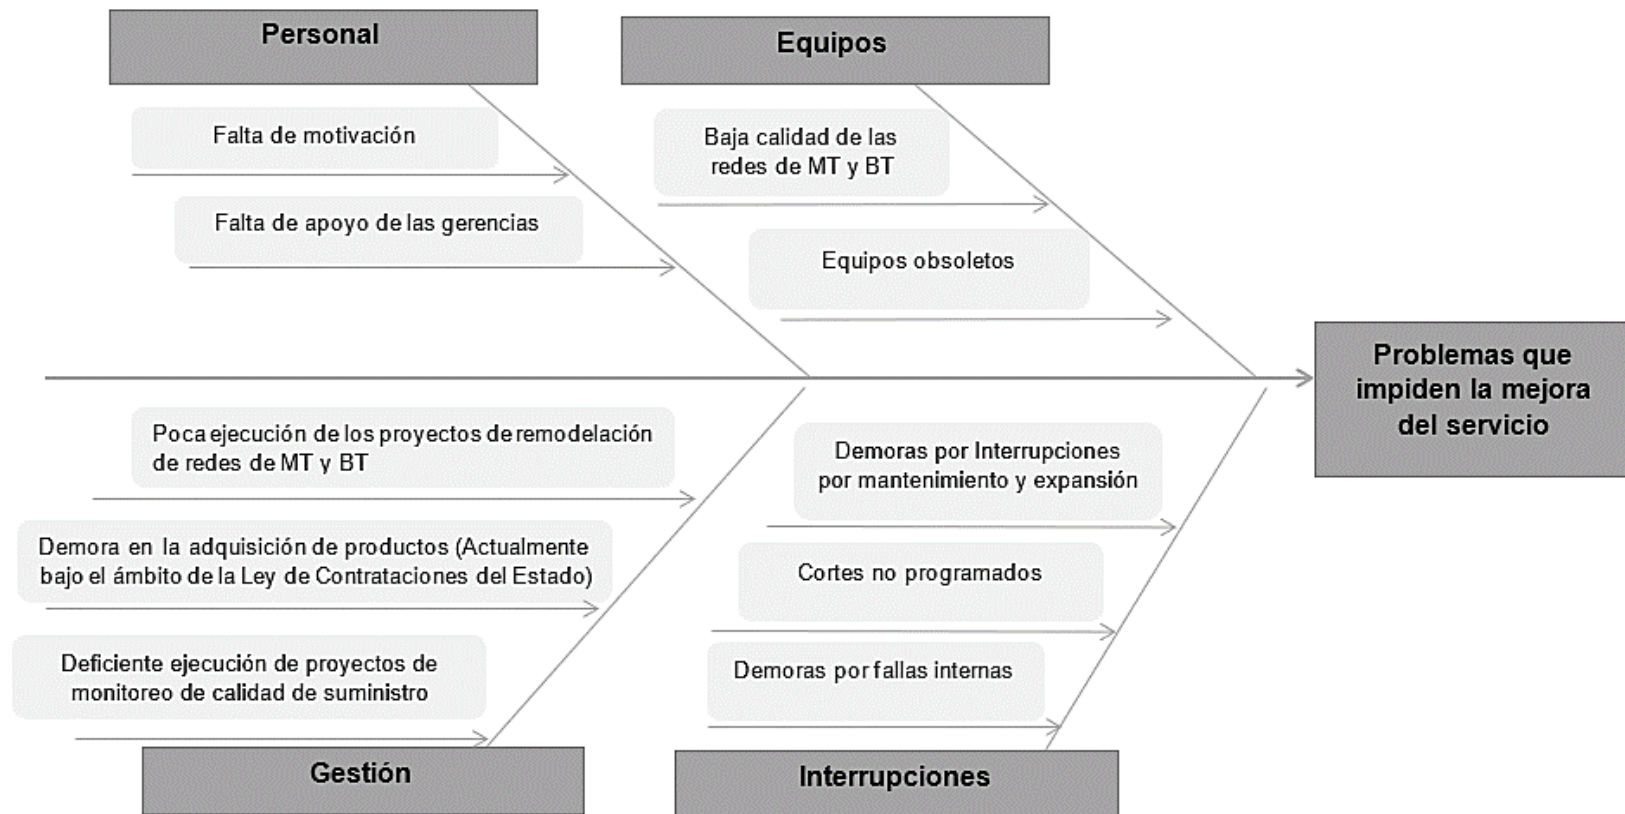 Personal
Equipos
Falta de motivación
Falta de apoyo de las gerencias
Baja calidad de las
redes de MT y BT
Equipos obsoletos
Problemas que
impiden la mejora
del servicio
Poca ejecución de los proyectos de remodelación
de redes de MT y BT
Demora en la adquisición de productos (Actualmente
bajo el ámbito de la Ley de Contrataciones del Estado)
Deficiente ejecución de proyectos de
monitoreo de calidad de suministro
Demoras por Interrupciones
por mantenimiento y expansión
Cortes no programados
Demoras por fallas internas
Gestión
Interrupciones